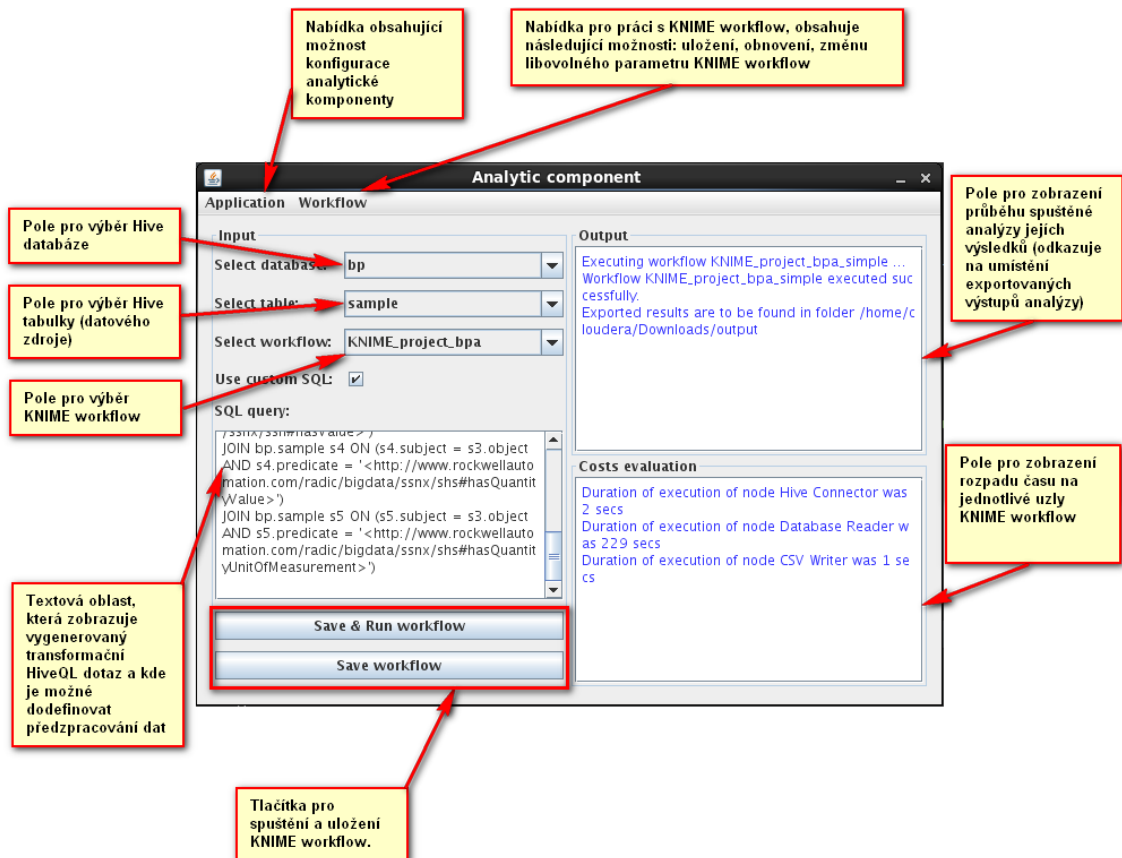 Nabídka obsahující
možnost
konfigurace
analytické
komponenty
Nabídka pro práci s KNIME workflow, obsahuje
následující možnosti: uložení, obnovení, změnu
libovolného parametru KNIME workflow
Analytic component
Application Workflow
Pole pro výběr Hive
databáze
Pole pro výběr Hive
tabulky (datového
zdroje)
Pole pro výběr
KNIME workflow
Textová oblast,
která zobrazuje
vygenerovaný
transformační
HiveQL dotaz a kde
je možné
dodefinovat
předzpracování dat
Input
Select database: bp
Select table: sample
Select workflow: KNIME_project_bpa
Use custom SQL:
SQL query:
/ssnx/ssn#hasValue>')
JOIN bp.sample s4 ON (s4.subject = s3.object
AND s4.predicate = '<http://www.rockwellauto
mation.com/radic/bigdata/ssnx/shs#hasQuantit
yValue>')
JOIN bp.sample s5 ON (s5.subject = s3.object
AND s5.predicate = '<http://www.rockwellauto
mation.com/radic/bigdata/ssnx/shs#hasQuantit
yUnitOfMeasurement>')
Save & Run workflow
Save workflow
Output
Executing workflow KNIME_project_bpa_simple ...
Workflow KNIME_project_bpa_simple executed suc
cessfully.
Exported results are to be found in folder /home/c
loudera/Downloads/output
Costs evaluation
Duration of execution of node Hive Connector was
2 secs
Duration of execution of node Database Reader w
as 229 secs
Duration of execution of node CSV Writer was 1 se
cs
Pole pro zobrazení
průběhu spuštěné
analýzy jejích
výsledků (odkazuje
na umístění
exportovaných
výstupů analýzy)
Pole pro zobrazení
rozpadu času na
jednotlivé uzly
KNIME workflow
Tlačítka pro
spuštění a uložení
KNIME workflow.